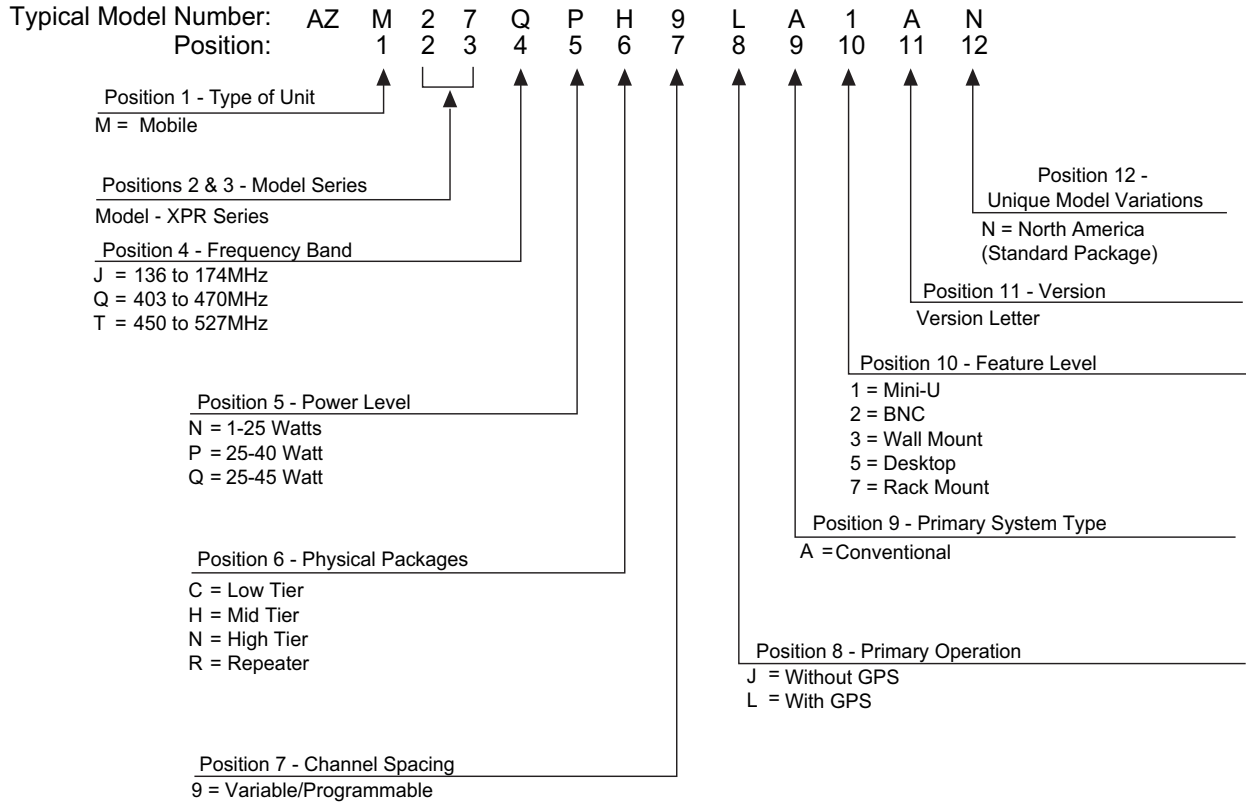 Typical Model Number: AZ M 2 7 Q P H 9 L A 1 A N
Position: 1 2 3 4 5 6 7 8 9 10 11 12
Position 1 - Type of Unit
M = Mobile
Positions 2 & 3 - Model Series
Model - XPR Series
Position 4 - Frequency Band
J = 136 to 174MHz
Q = 403 to 470MHz
T = 450 to 527MHz
Position 5 - Power Level
N = 1-25 Watts
P = 25-40 Watt
Q = 25-45 Watt
Position 6 - Physical Packages
C = Low Tier
H = Mid Tier
N = High Tier
R = Repeater
Position 7 - Channel Spacing
9 = Variable/Programmable
Position 12 -
Unique Model Variations
N = North America
(Standard Package)
Position 11 - Version
Version Letter
Position 10 - Feature Level
1 = Mini-U
2 = BNC
3 = Wall Mount
5 = Desktop
7 = Rack Mount
Position 9 - Primary System Type
A =Conventional
Position 8 - Primary Operation
J = Without GPS
L = With GPS